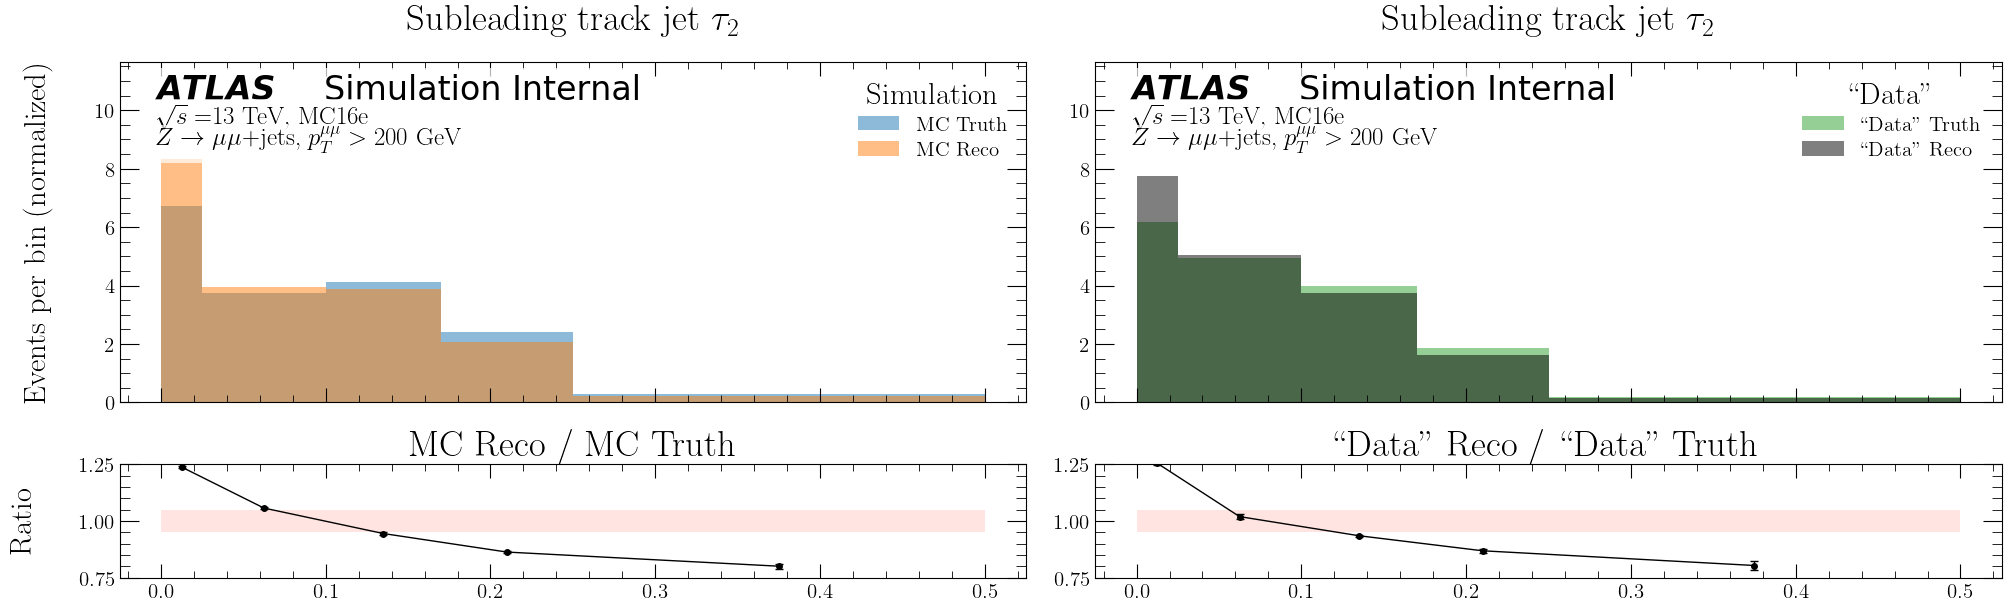 Subleading track jet τ₂
Events per bin (normalized)
ATLAS Simulation Internal
√s =13 TeV, MC16e
Z → μμ+jets, p_T^{μμ} > 200 GeV
Simulation
MC Truth
MC Reco
10
8
6
4
2
0
MC Reco / MC Truth
Ratio
1.25
1.00
0.75
0.0 0.1 0.2 0.3 0.4 0.5
Subleading track jet τ₂
ATLAS Simulation Internal
√s =13 TeV, MC16e
Z → μμ+jets, p_T^{μμ} > 200 GeV
“Data”
“Data” Truth
“Data” Reco
10
8
6
4
2
0
“Data” Reco / “Data” Truth
1.25
1.00
0.75
0.0 0.1 0.2 0.3 0.4 0.5